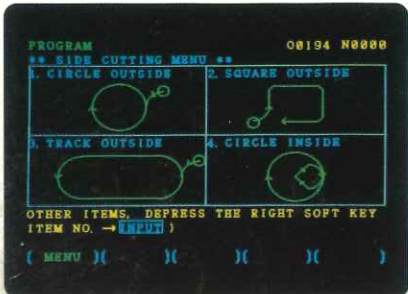 PROGRAM O0194 N0000
** SIDE CUTTING MENU **
1. CIRCLE OUTSIDE 2. SQUARE OUTSIDE
3. TRACK OUTSIDE 4. CIRCLE INSIDE
OTHER ITEMS, DEPRESS THE RIGHT SOFT KEY
ITEM NO. → INPUT )
( MENU )( )( )( )( )